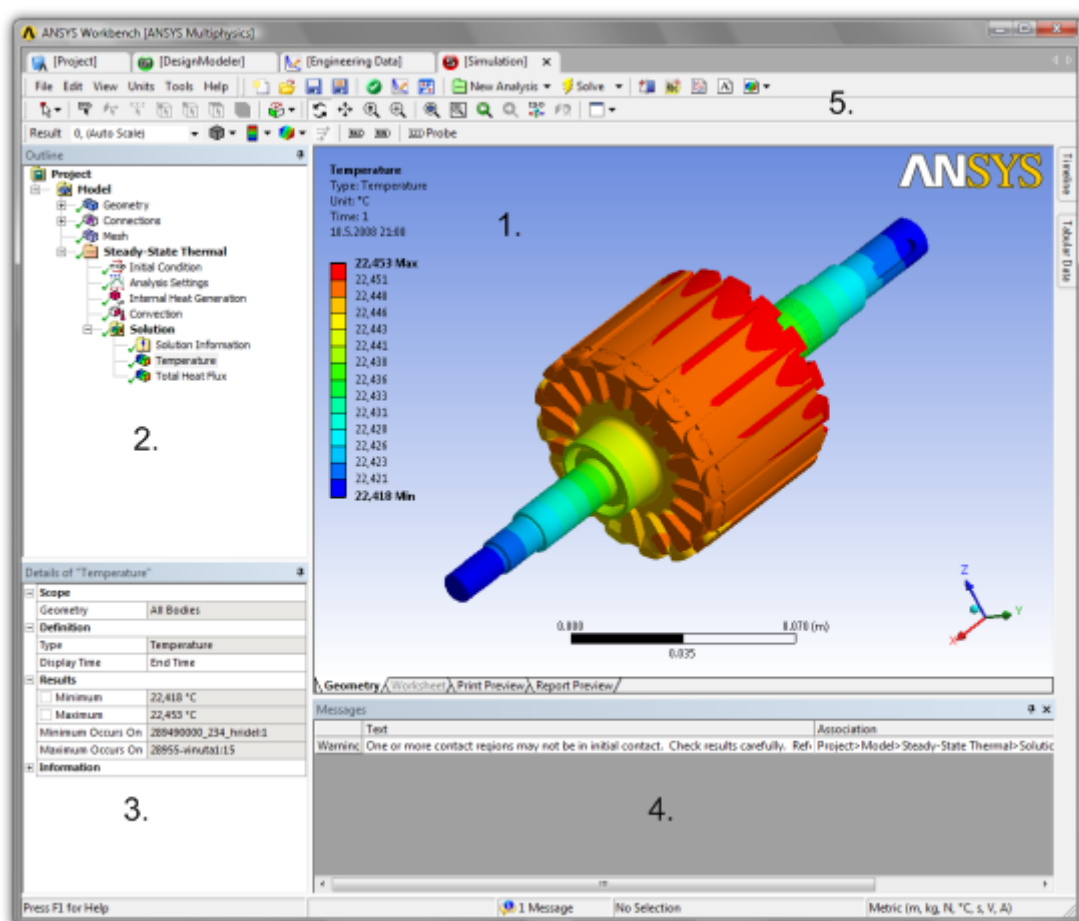 ANSYS Workbench [ANSYS Multiphysics]
[Project] [DesignModeler] [Engineering Data] [Simulation]
File Edit View Units Tools Help New Analysis Solve
5.
Result 0, (Auto Scale) Probe
Outline
Project
Model
Geometry
Connections
Mesh
Steady-State Thermal
Initial Condition
Analysis Settings
Internal Heat Generation
Convection
Solution
Solution Information
Temperature
Total Heat Flux
2.
Temperature
Type: Temperature
Unit: °C
Time: 1
18.5.2008 21:08
1.
ANSYS
22,453 Max
22,451
22,448
22,446
22,443
22,441
22,438
22,436
22,433
22,431
22,428
22,426
22,423
22,421
22,418 Min
Z
Y
X
0.000 0.070 (m)
0.035
Timeline
Tabular Data
Geometry Worksheet Print Preview Report Preview
Details of "Temperature"
Scope
Geometry All Bodies
Definition
Type Temperature
Display Time End Time
Results
Minimum 22,418 °C
Maximum 22,453 °C
Minimum Occurs On 289490000_234_hridel:1
Maximum Occurs On 28955-vinuta1:15
Information
3.
Messages
Text Association
Warning One or more contact regions may not be in initial contact. Check results carefully. Ref Project>Model>Steady-State Thermal>Solutio
4.
Press F1 for Help 1 Message No Selection Metric (m, kg, N, °C, s, V, A)